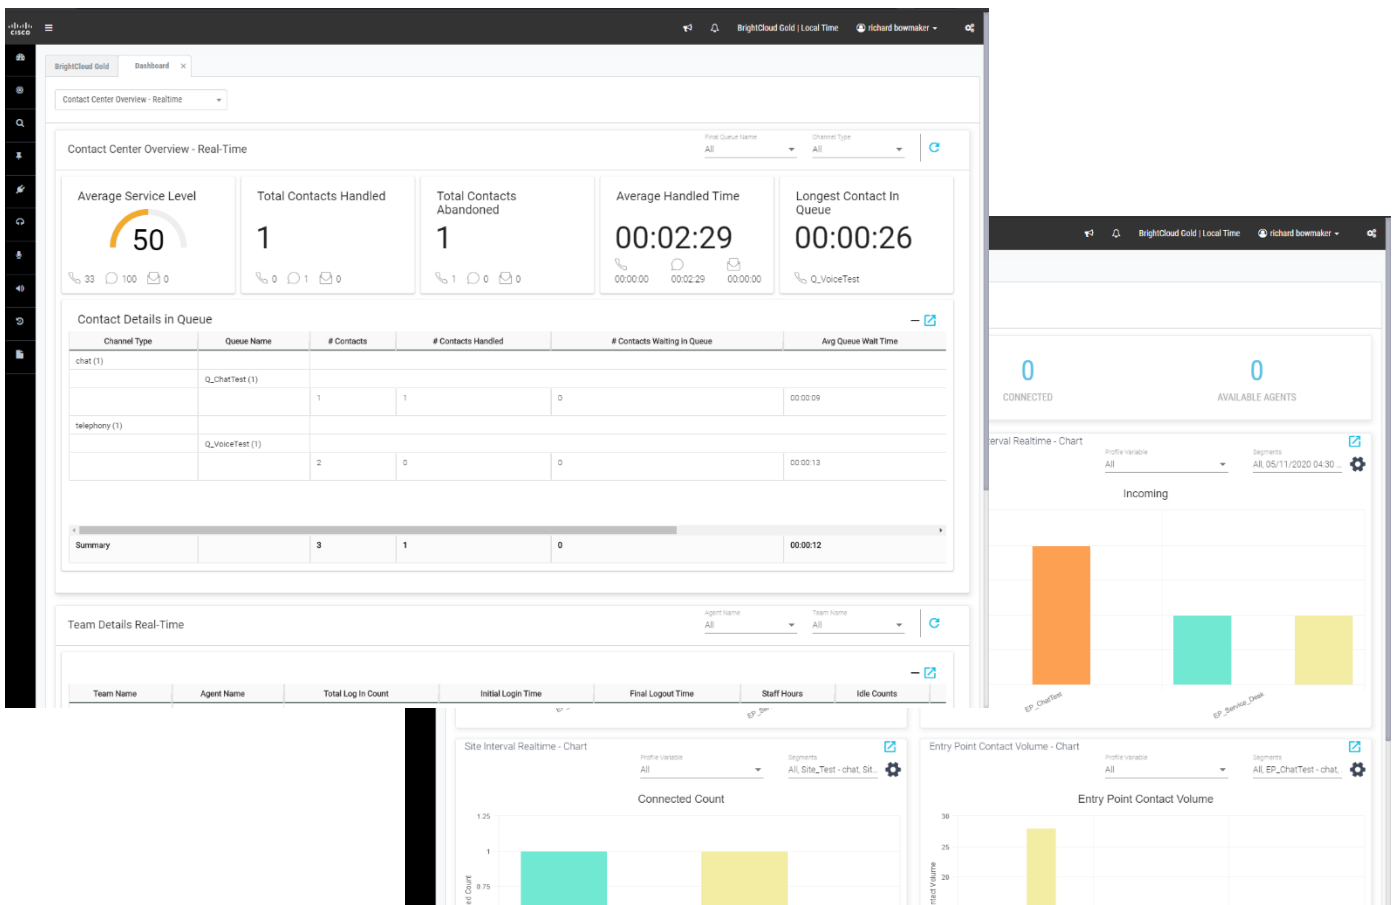 CISCO
BrightCloud Gold | Local Time
richard bowmaker
BrightCloud Gold
Dashboard ×
Contact Center Overview - Realtime
Contact Center Overview - Real-Time
Final Queue Name
All
Channel Type
All
Average Service Level
50
33 100 0
Total Contacts Handled
1
0 1 0
Total Contacts
Abandoned
1
1 0 0
Average Handled Time
00:02:29
00:00:00 00:02:29 00:00:00
Longest Contact In
Queue
00:00:26
Q_VoiceTest
Contact Details in Queue
Channel Type Queue Name # Contacts # Contacts Handled # Contacts Waiting in Queue Avg Queue Wait Time
chat (1)
Q_ChatTest (1)
1 1 0 00:00:09
telephony (1)
Q_VoiceTest (1)
2 0 0 00:00:13
Summary 3 1 0 00:00:12
Team Details Real-Time
Agent Name
All
Team Name
All
Team Name Agent Name Total Log In Count Initial Login Time Final Logout Time Staff Hours Idle Counts
BrightCloud Gold | Local Time
richard bowmaker
0
CONNECTED
0
AVAILABLE AGENTS
erval Realtime - Chart
Profile Variable
All
Segments
All, 05/11/2020 04:30 ...
Incoming
EP_ChatTest
EP_Service_Desk
Site Interval Realtime - Chart
Profile Variable
All
Segments
All, Site_Test - chat, Sit...
Connected Count
1.25
1
0.75
ed Count
Entry Point Contact Volume - Chart
Profile Variable
All
Segments
All, EP_ChatTest - chat, ...
Entry Point Contact Volume
30
25
20
ntact Volume